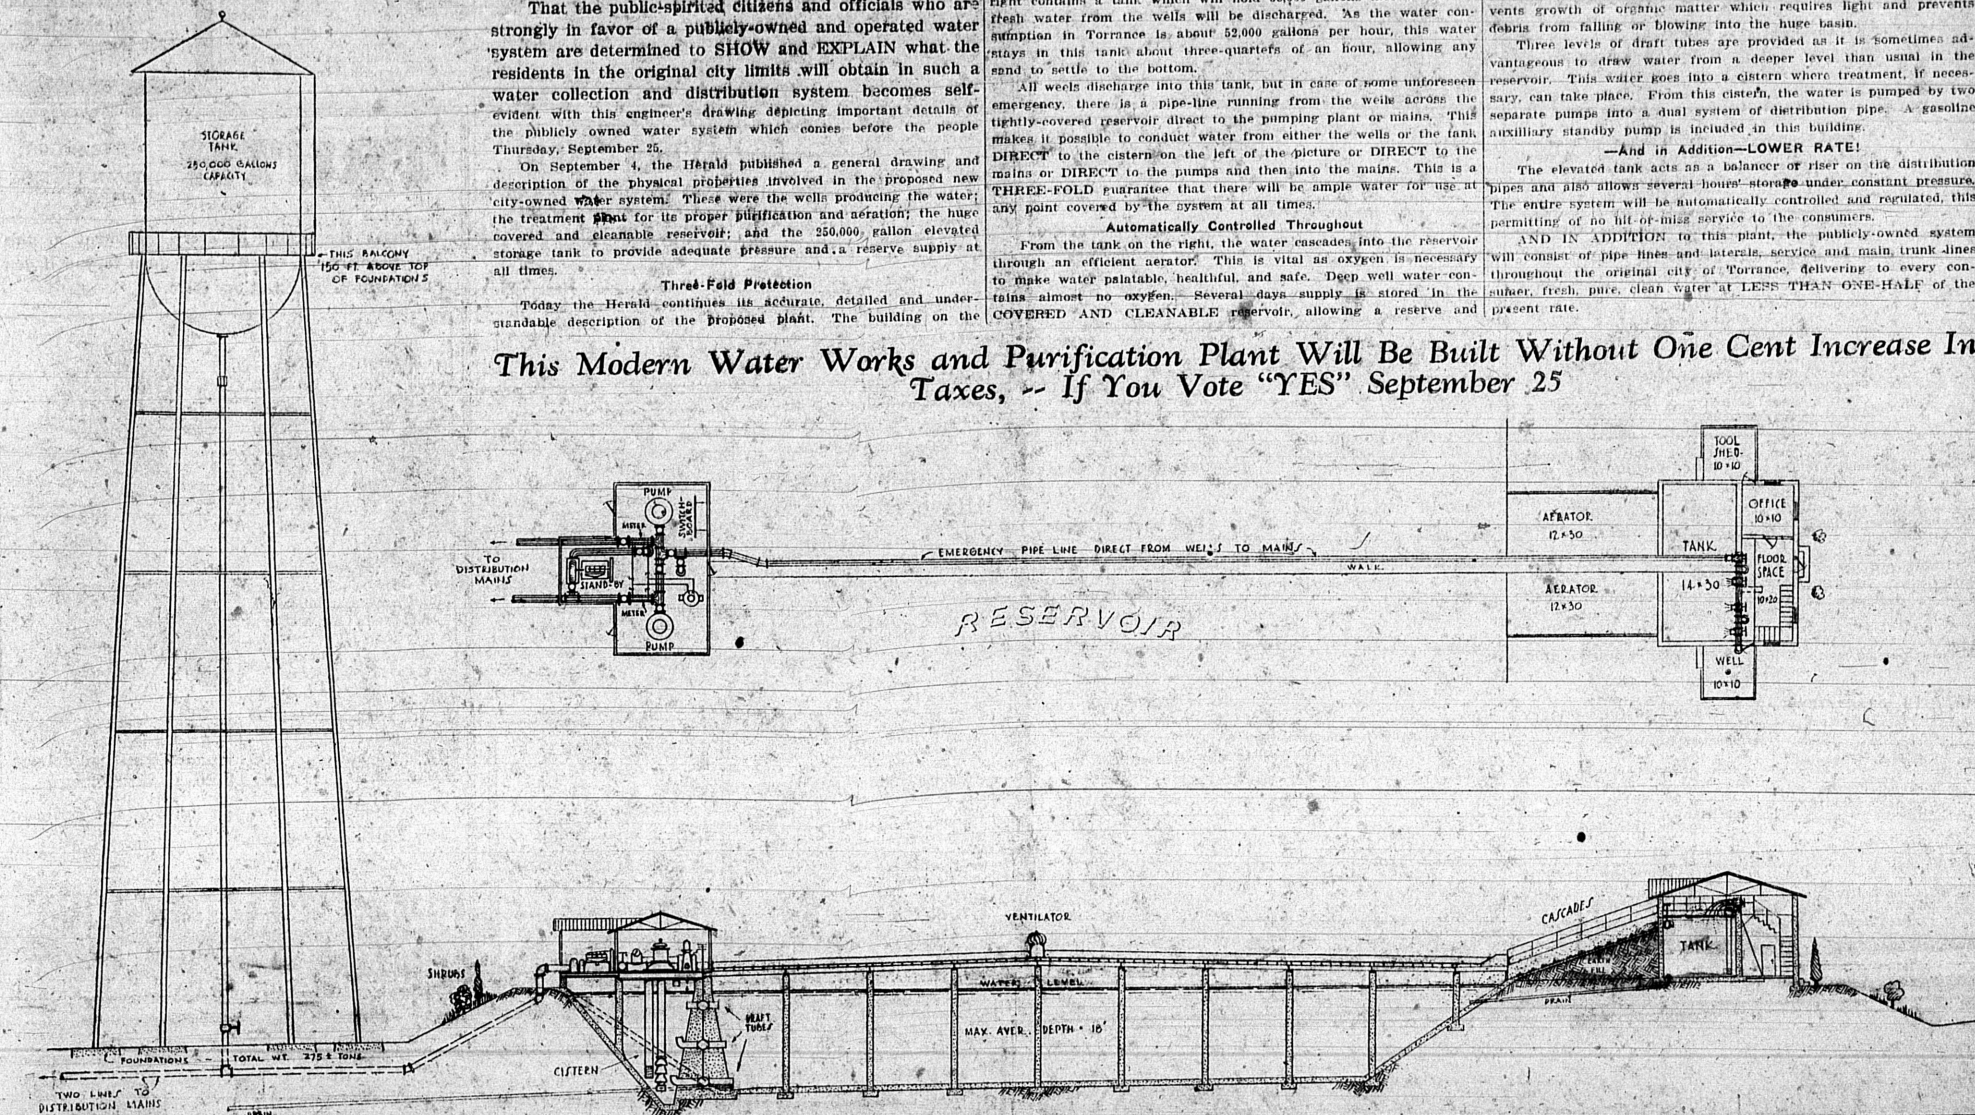 That the public-spirited citizens and officials who are
strongly in favor of a publicly-owned and operated water
system are determined to SHOW and EXPLAIN what the
residents in the original city limits will obtain in such a
water collection and distribution system becomes self-
evident with this engineer's drawing depicting important details of
the publicly owned water system which comes before the people
Thursday, September 25.
On September 4, the Herald published a general drawing and
description of the physical properties involved in the proposed new
city-owned water system. These were the wells producing the water;
the treatment plant for its proper purification and aeration; the huge
covered and cleanable reservoir; and the 250,000 gallon elevated
storage tank to provide adequate pressure and a reserve supply at
all times.
Three-Fold Protection
Today the Herald continues its accurate, detailed and under-
standable description of the proposed plant. The building on the
right contains a tank which will hold
fresh water from the wells will be discharged. As the water con-
sumption in Torrance is about 52,000 gallons per hour, this water
stays in this tank about three-quarters of an hour, allowing any
sand to settle to the bottom.
All weels discharge into this tank, but in case of some unforeseen
emergency, there is a pipe-line running from the wells across the
tightly-covered reservoir direct to the pumping plant or mains. This
makes it possible to conduct water from either the wells or the tank
DIRECT to the cistern on the left of the picture or DIRECT to the
mains or DIRECT to the pumps and then into the mains. This is a
THREE-FOLD guarantee that there will be ample water for use at
any point covered by the system at all times.
Automatically Controlled Throughout
From the tank on the right, the water cascades into the reservoir
through an efficient aerator. This is vital as oxygen is necessary
to make water palatable, healthful, and safe. Deep well water con-
tains almost no oxygen. Several days supply is stored in the
COVERED AND CLEANABLE reservoir, allowing a reserve and
vents growth of organic matter which requires light and prevents
debris from falling or blowing into the huge basin.
Three levels of draft tubes are provided as it is sometimes ad-
vantageous to draw water from a deeper level than usual in the
reservoir. This water goes into a cistern where treatment, if neces-
sary, can take place. From this cistern, the water is pumped by two
separate pumps into a dual system of distribution pipe. A gasoline
auxilliary standby pump is included in this building.
—And in Addition—LOWER RATE!
The elevated tank acts as a balancer or riser on the distribution
pipes and also allows several hours' storage under constant pressure.
The entire system will be automatically controlled and regulated, this
permitting of no hit-or-miss service to the consumers.
AND IN ADDITION to this plant, the publicly-owned system
will consist of pipe lines and laterals, service and main, trunk lines
throughout the original city of Torrance, delivering to every con-
sumer, fresh, pure, clean water at LESS THAN ONE-HALF of the
present rate.
This Modern Water Works and Purification Plant Will Be Built Without One Cent Increase In
Taxes, -- If You Vote "YES" September 25
STORAGE
TANK
250,000 GALLONS
CAPACITY
THIS BALCONY
150 FT. ABOVE TOP
OF FOUNDATIONS
PUMP
SWITCH-
BOARD
METER
TO
DISTRIBUTION
MAINS
STAND-BY
METER
PUMP
EMERGENCY PIPE LINE DIRECT FROM WELLS TO MAINS
WALK
RESERVOIR
AERATOR
12×30
AERATOR
12×30
TOOL
SHED-
10×10
OFFICE
10×10
TANK
14×30
FLOOR
SPACE
10×20
WELL
10×10
SHRUBS
VENTILATOR
CASCADES
TANK
EARTH
FILL
DRAIN
WATER LEVEL
DRAFT
TUBES
MAX. AVER. DEPTH = 18'
CISTERN
FOUNDATIONS -- TOTAL WT. 275± TONS
TWO LINES TO
DISTRIBUTION MAINS
DRAIN